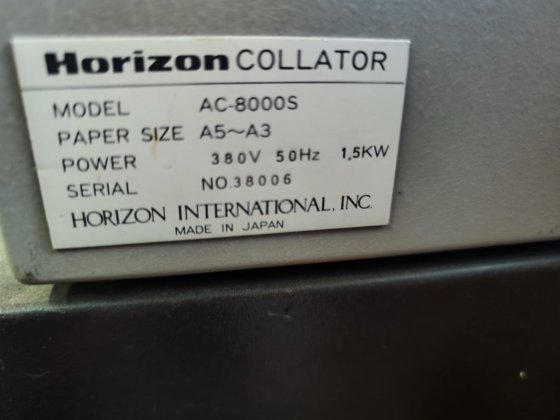 Horizon COLLATOR
MODEL AC-8000S
PAPER SIZE A5~A3
POWER 380V 50Hz 1,5KW
SERIAL NO.38006
HORIZON INTERNATIONAL, INC.
MADE IN JAPAN